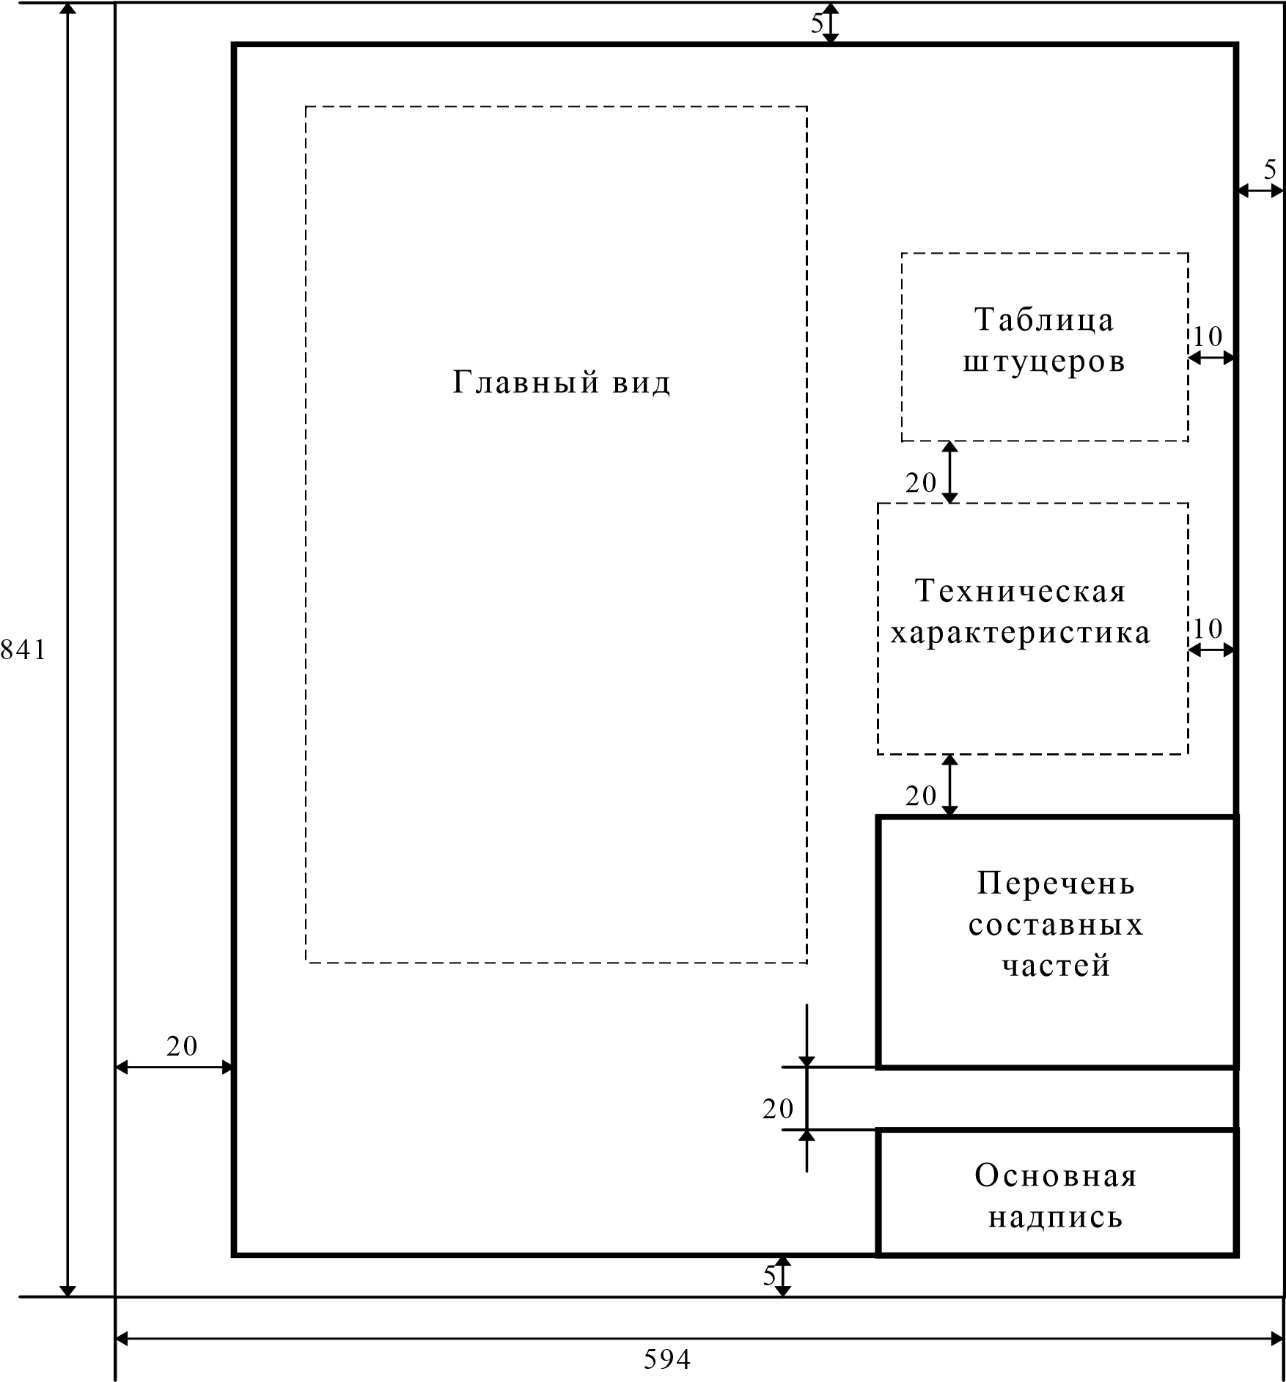 5
5
Таблица
штуцеров
10
Главный вид
20
Техническая
характеристика
10
841
20
Перечень
составных
частей
20
20
Основная
надпись
5
594